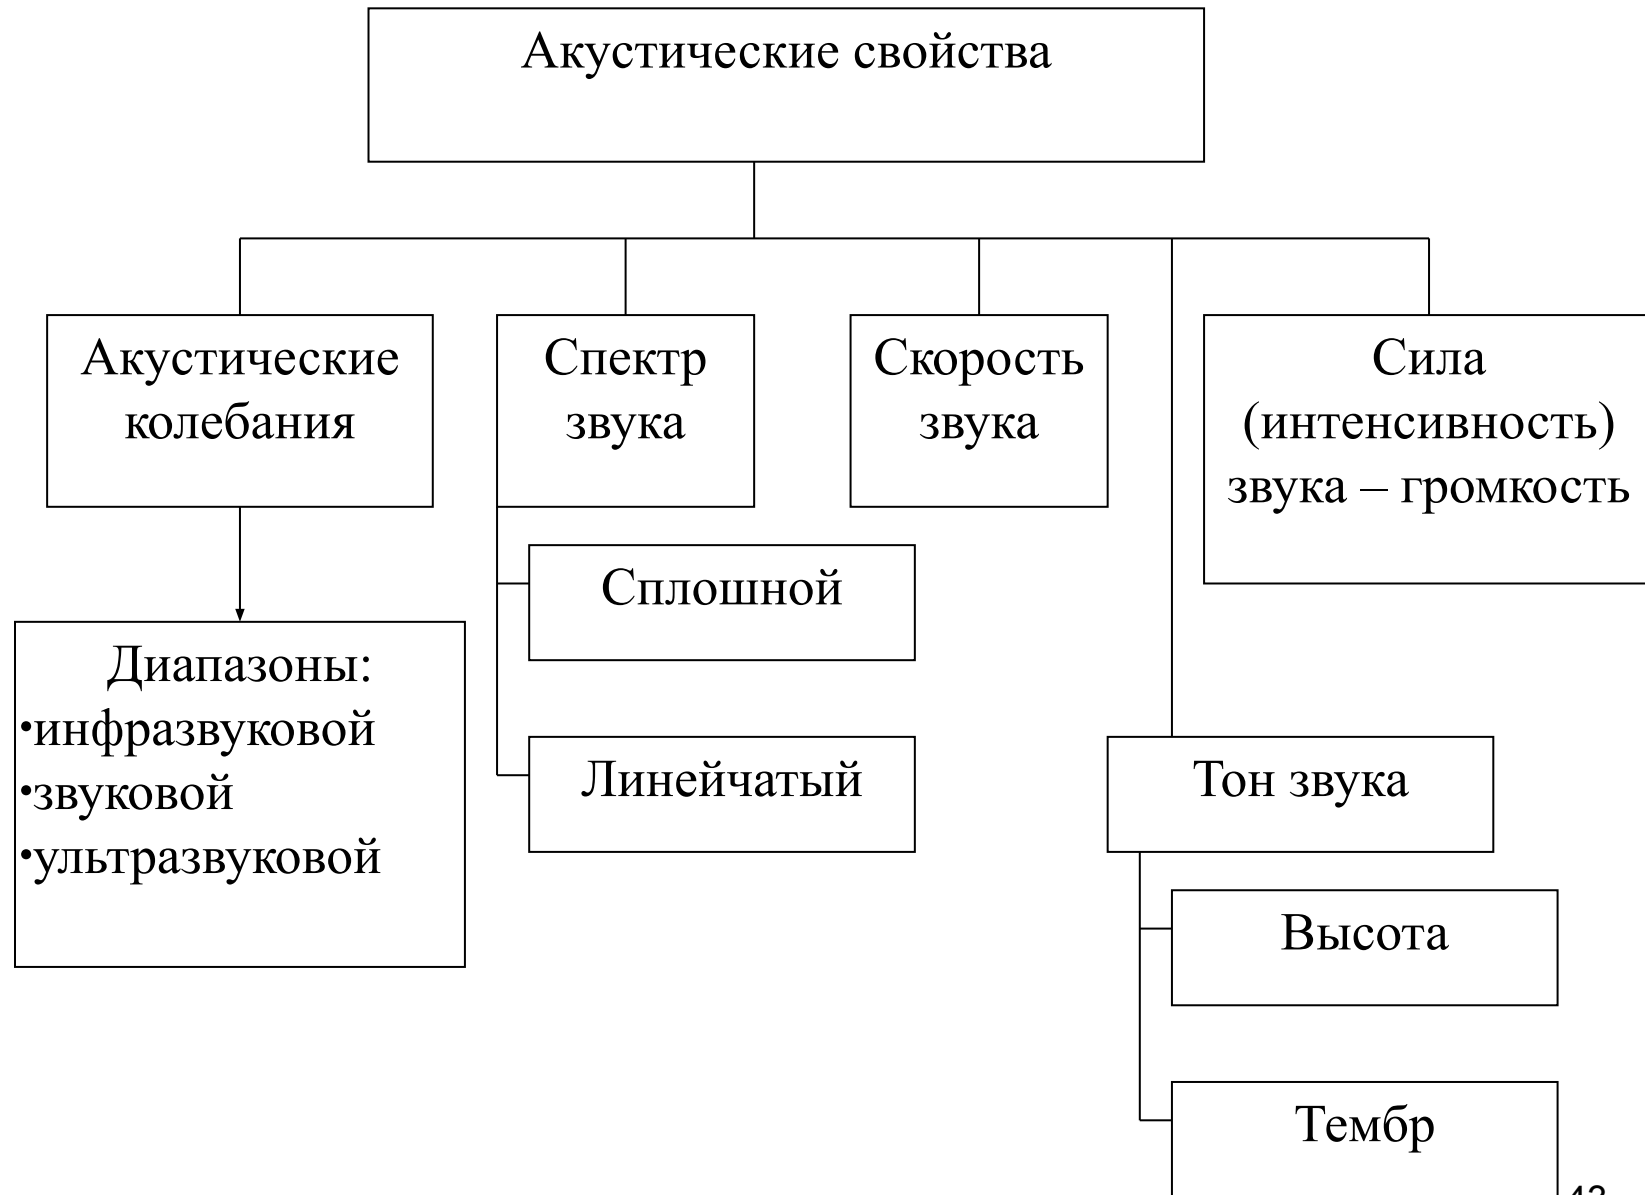 Акустические свойства
Акустические
колебания
Спектр
звука
Скорость
звука
Сила
(интенсивность)
звука – громкость
Сплошной
Линейчатый
Диапазоны:
•инфразвуковой
•звуковой
•ультразвуковой
Тон звука
Высота
Тембр